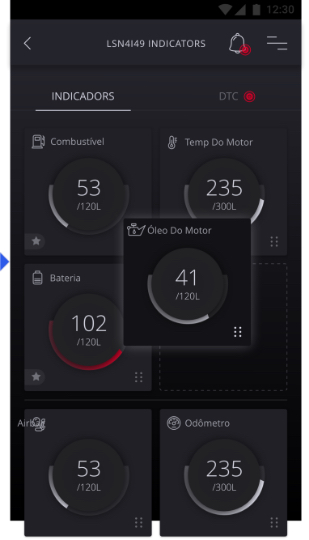 12:30
LSN4I49 INDICATORS
INDICADORS
DTC
Combustível
53
/120L
Temp Do Motor
235
/300L
Óleo Do Motor
41
/120L
Bateria
102
/120L
Airbag
53
/120L
Odômetro
235
/300L